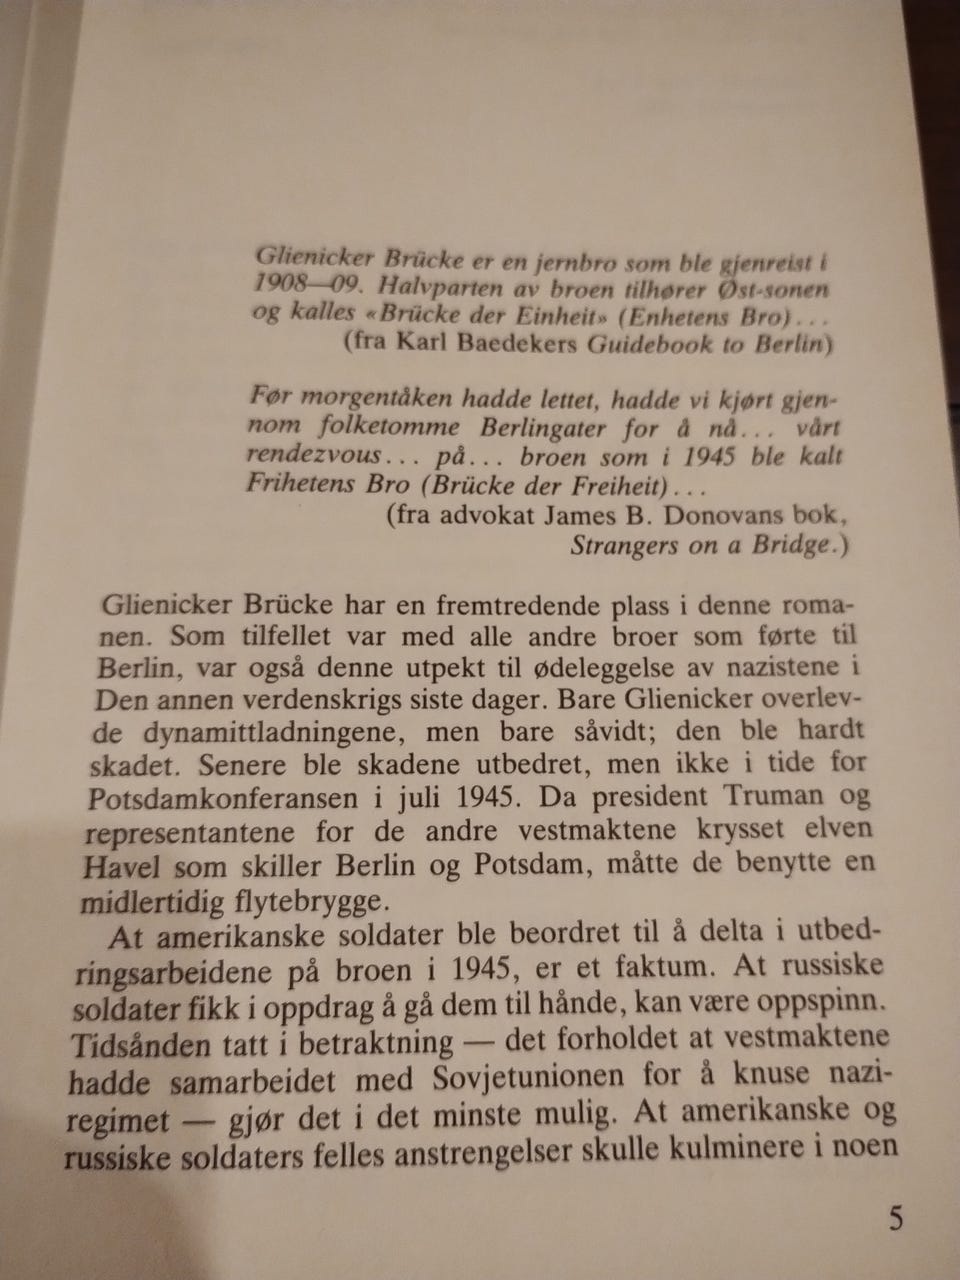 Glienicker Brücke er en jernbro som ble gjenreist i
1908—09. Halvparten av broen tilhører Øst-sonen
og kalles «Brücke der Einheit» (Enhetens Bro)...
(fra Karl Baedekers Guidebook to Berlin)
Før morgentåken hadde lettet, hadde vi kjørt gjen-
nom folketomme Berlingater for å nå... vårt
rendezvous... på... broen som i 1945 ble kalt
Frihetens Bro (Brücke der Freiheit)...
(fra advokat James B. Donovans bok,
Strangers on a Bridge.)
Glienicker Brücke har en fremtredende plass i denne roma-
nen. Som tilfellet var med alle andre broer som førte til
Berlin, var også denne utpekt til ødeleggelse av nazistene i
Den annen verdenskrigs siste dager. Bare Glienicker overlev-
de dynamittladningene, men bare såvidt; den ble hardt
skadet. Senere ble skadene utbedret, men ikke i tide for
Potsdamkonferansen i juli 1945. Da president Truman og
representantene for de andre vestmaktene krysset elven
Havel som skiller Berlin og Potsdam, måtte de benytte en
midlertidig flytebrygge.
At amerikanske soldater ble beordret til å delta i utbed-
ringsarbeidene på broen i 1945, er et faktum. At russiske
soldater fikk i oppdrag å gå dem til hånde, kan være oppspinn.
Tidsånden tatt i betraktning — det forholdet at vestmaktene
hadde samarbeidet med Sovjetunionen for å knuse nazi-
regimet — gjør det i det minste mulig. At amerikanske og
russiske soldaters felles anstrengelser skulle kulminere i noen
5